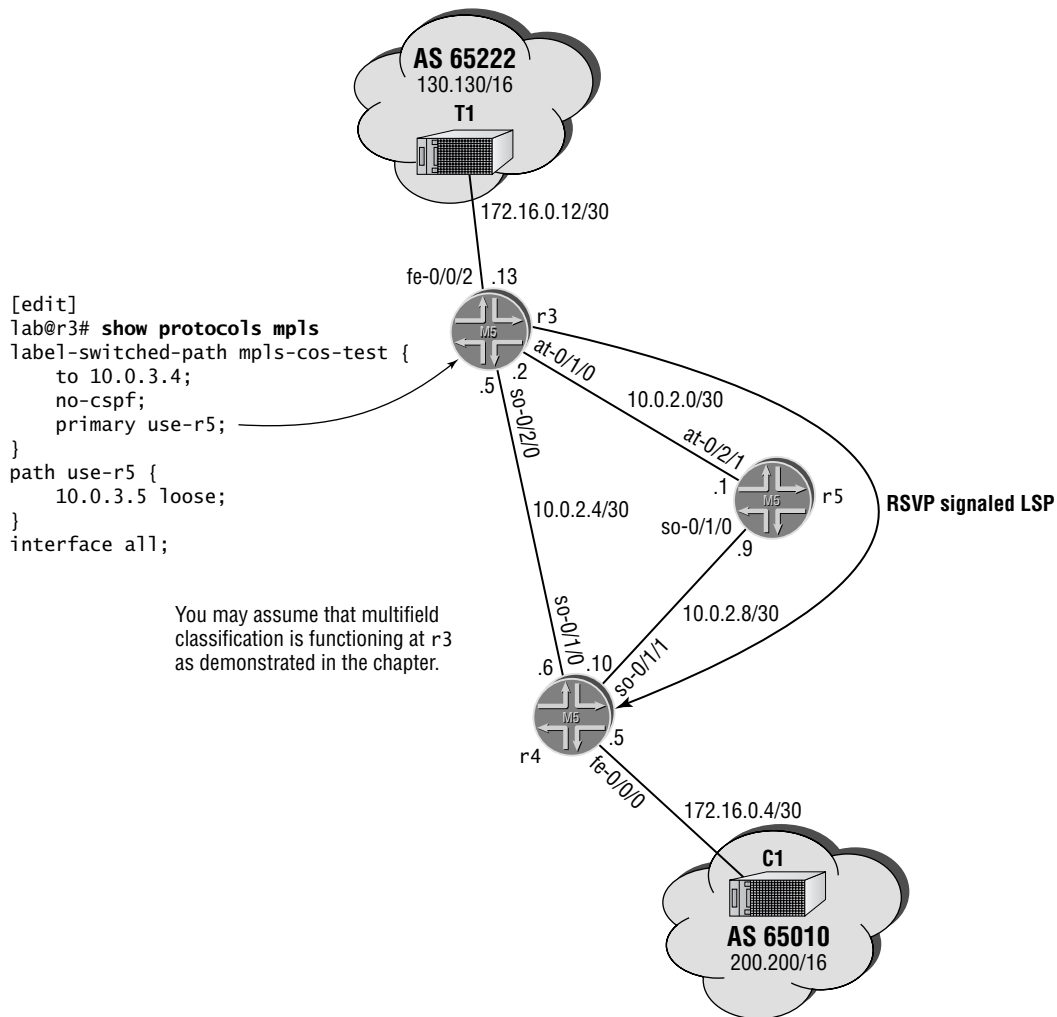 AS 65222
130.130/16
T1
172.16.0.12/30
fe-0/0/2 .13
[edit]
lab@r3# show protocols mpls
label-switched-path mpls-cos-test {
    to 10.0.3.4;
    no-cspf;
    primary use-r5;
}
path use-r5 {
    10.0.3.5 loose;
}
interface all;
r3
M5
.5
.2
so-0/2/0
at-0/1/0
10.0.2.0/30
at-0/2/1
.1
M5
r5
RSVP signaled LSP
so-0/1/0
.9
10.0.2.4/30
10.0.2.8/30
You may assume that multifield
classification is functioning at r3
as demonstrated in the chapter.
so-0/1/0
.6
.10
so-0/1/1
M5
r4
.5
fe-0/0/0
172.16.0.4/30
C1
AS 65010
200.200/16